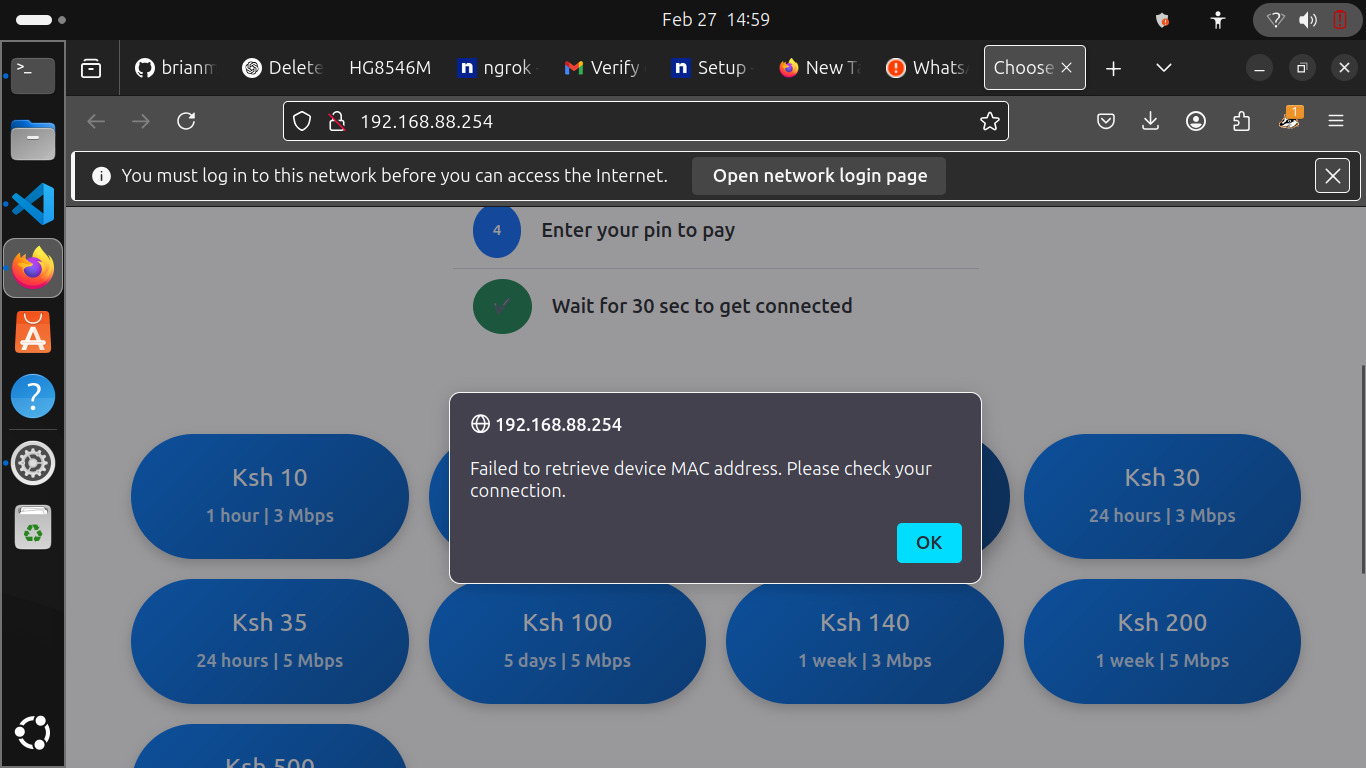 Feb 27 14:59
brianm
Delete
HG8546M
ngrok
Verify
Setup
New Ta
WhatsA
Choose
192.168.88.254
1
You must log in to this network before you can access the Internet.
Open network login page
4
Enter your pin to pay
Wait for 30 sec to get connected
192.168.88.254
Failed to retrieve device MAC address. Please check your
connection.
OK
Ksh 10
1 hour | 3 Mbps
Ksh 30
24 hours | 3 Mbps
Ksh 35
24 hours | 5 Mbps
Ksh 100
5 days | 5 Mbps
Ksh 140
1 week | 3 Mbps
Ksh 200
1 week | 5 Mbps
Ksh 500